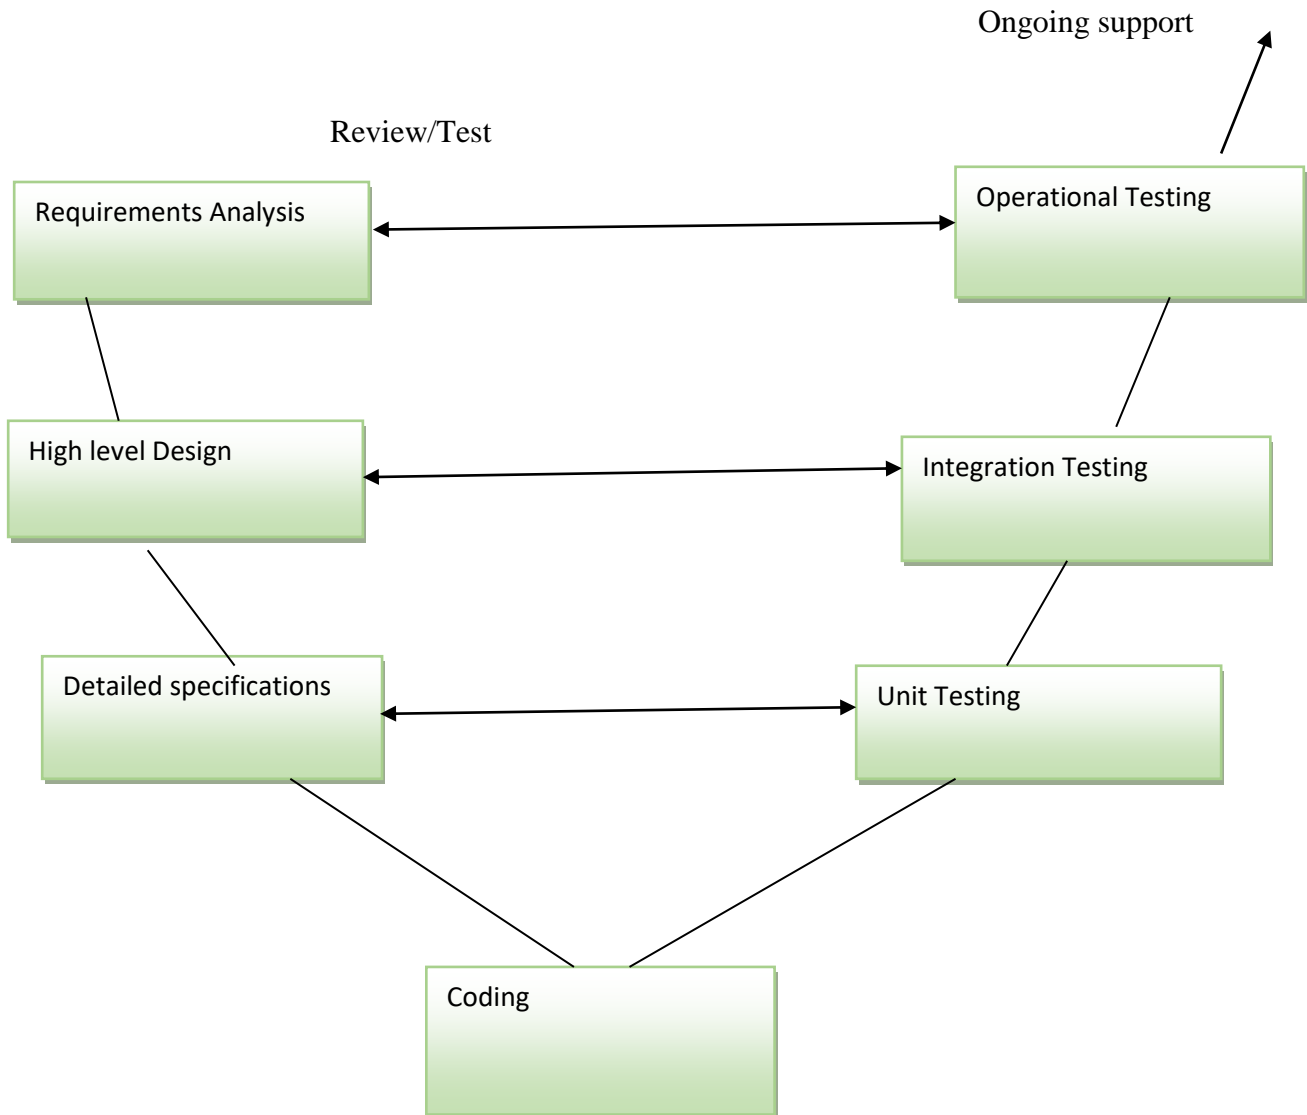 Ongoing support
Review/Test
Requirements Analysis
Operational Testing
High level Design
Integration Testing
Detailed specifications
Unit Testing
Coding